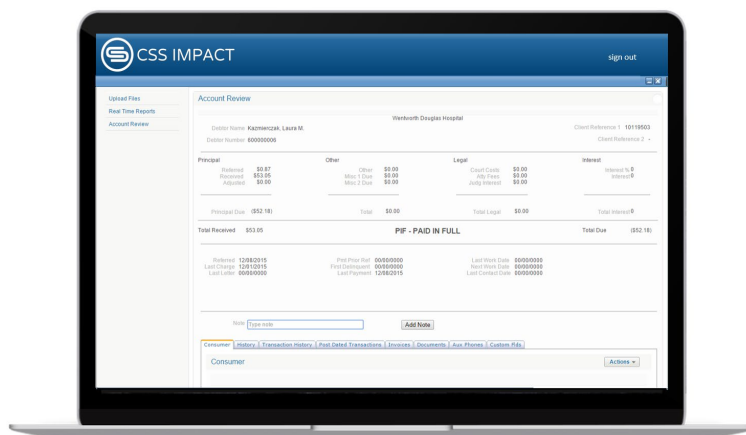 CSS IMPACT
sign out
Upload Files
Real Time Reports
Account Review
Account Review
Wentworth Douglas Hospital
Debtor Name Kazmierczak, Laura M.
Client Reference 1 10119503
Debtor Number 600000006
Client Reference 2 -
Principal Other Legal Interest
Referred $0.87 Other $0.00 Court Costs $0.00 Interest % 0
Received $53.05 Misc 1 Due $0.00 Atty Fees $0.00 Interest 0
Adjusted $0.00 Misc 2 Due $0.00 Judg Interest $0.00
Principal Due ($52.18) Total $0.00 Total Legal $0.00 Total Interest 0
Total Received $53.05 PIF - PAID IN FULL Total Due ($52.18)
Referred 12/08/2015 Pmt Prior Ref 00/00/0000 Last Work Date 00/00/0000
Last Charge 12/01/2015 First Delinquent 00/00/0000 Next Work Date 00/00/0000
Last Letter 00/00/0000 Last Payment 12/08/2015 Last Contact Date 00/00/0000
Note Type note Add Note
Consumer History Transaction History Post Dated Transactions Invoices Documents Aux Phones Custom Flds
Consumer Actions